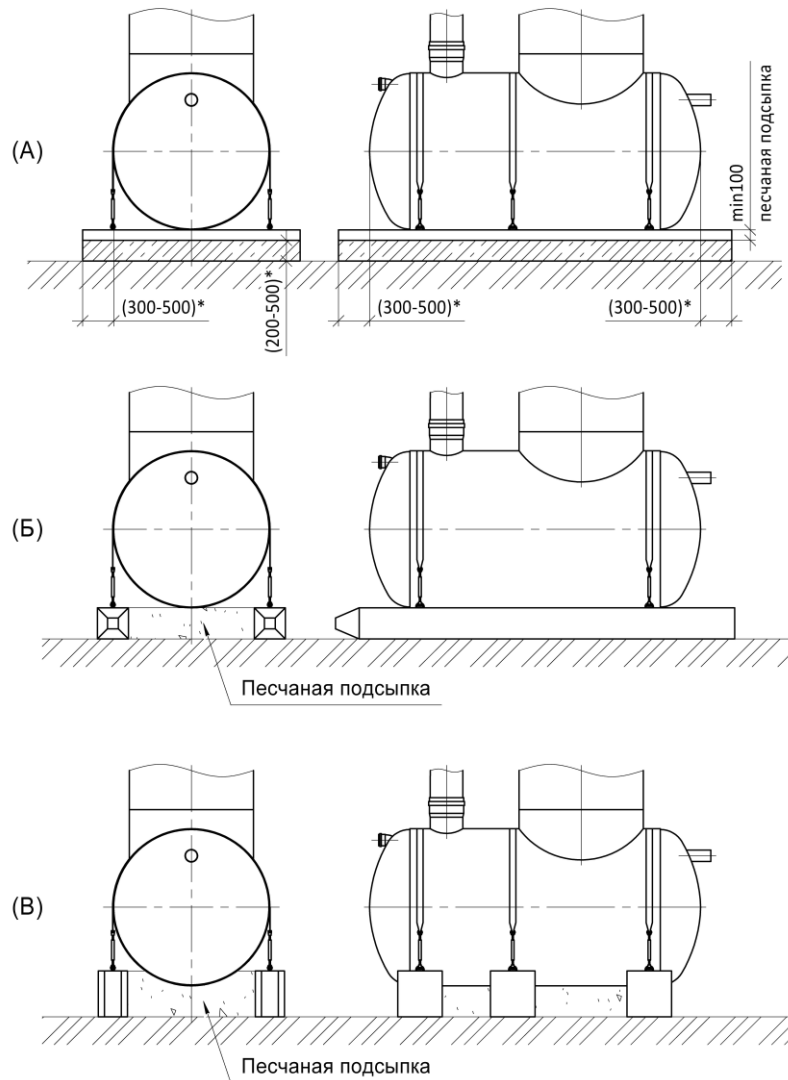 (А)
min100
песчаная подсыпка
(300-500)*
(200-500)*
(300-500)*
(300-500)*
(Б)
Песчаная подсыпка
(В)
Песчаная подсыпка